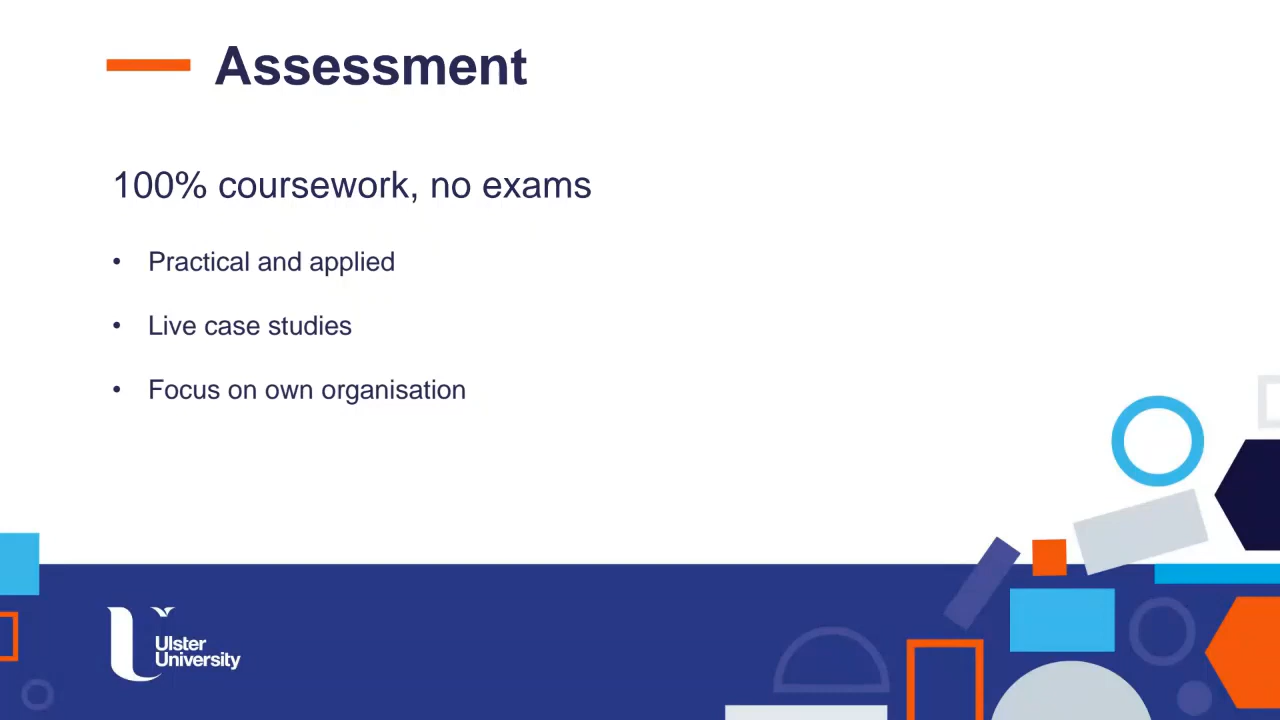 Assessment
100% coursework, no exams
• Practical and applied
• Live case studies
• Focus on own organisation
Ulster
University